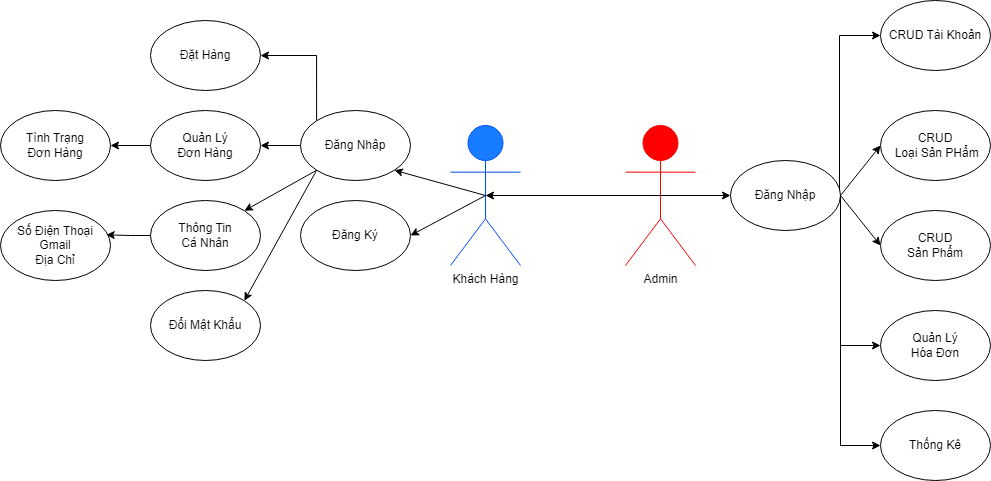 Đặt Hàng
Tình Trạng
Đơn Hàng
Quản Lý
Đơn Hàng
Đăng Nhập
Số Điện Thoại
Gmail
Địa Chỉ
Thông Tin
Cá Nhân
Đăng Ký
Đổi Mật Khẩu
Khách Hàng
Admin
Đăng Nhập
CRUD Tài Khoản
CRUD
Loại Sản PHẩm
CRUD
Sản Phẩm
Quản Lý
Hóa Đơn
Thống Kê